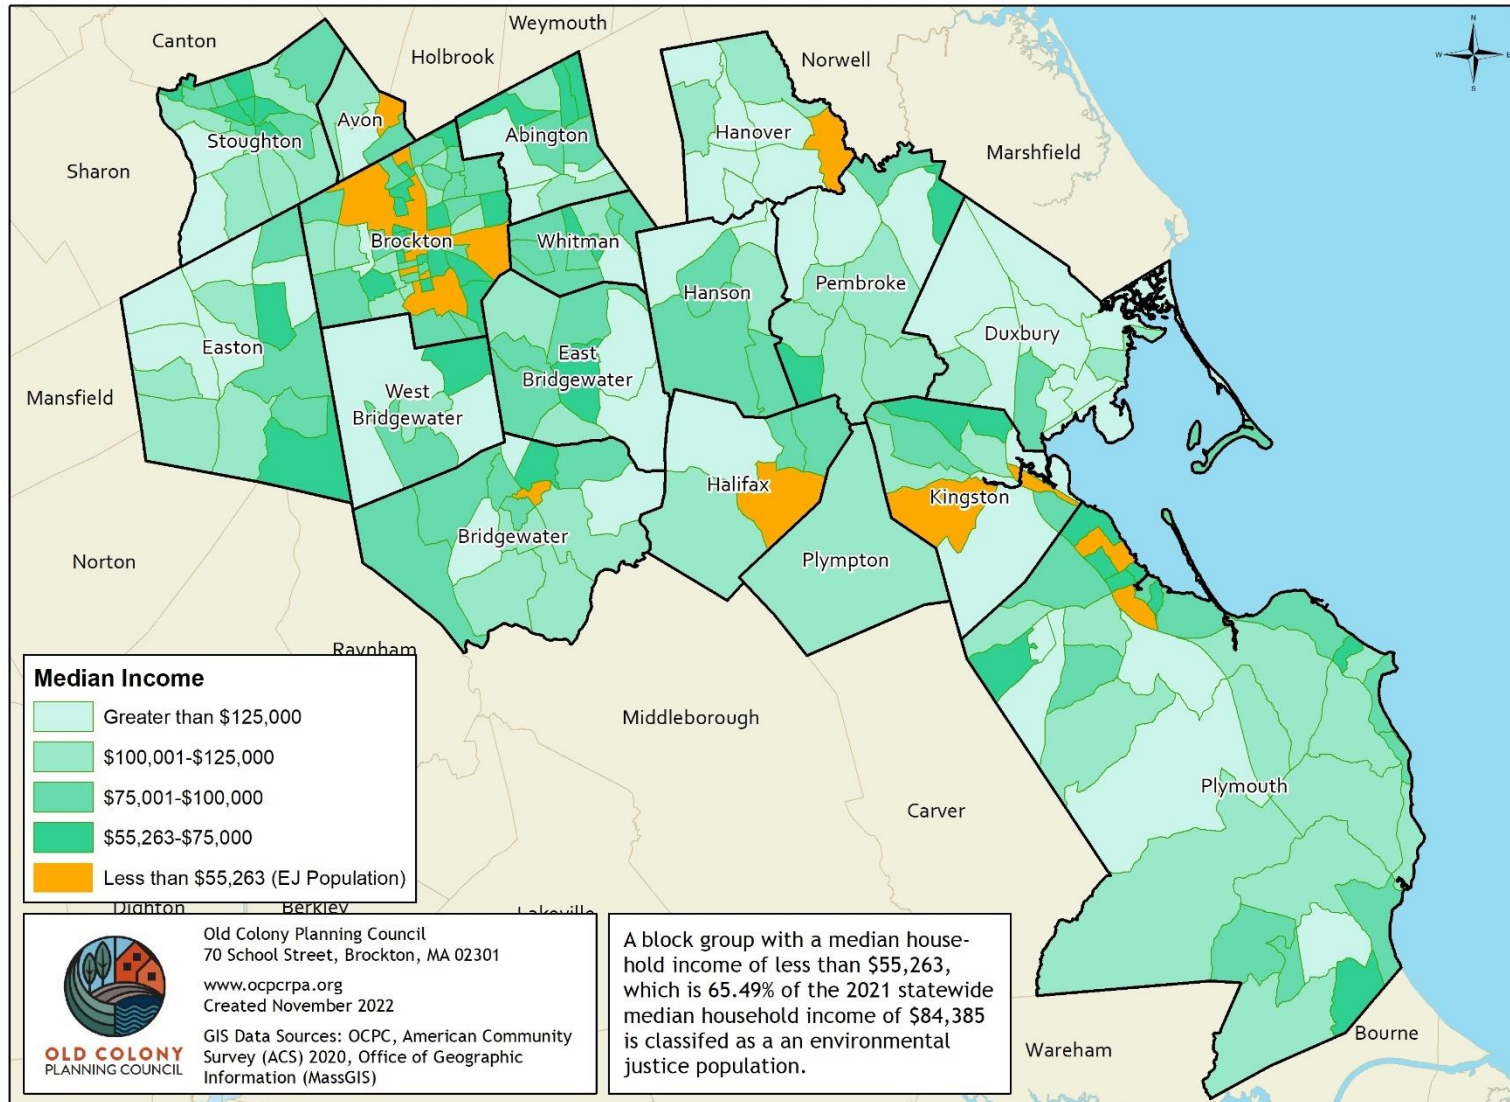 Weymouth
Canton
Holbrook
Norwell
N
W
E
S
Avon
Stoughton
Abington
Hanover
Marshfield
Sharon
Brockton
Whitman
Hanson
Pembroke
Duxbury
Easton
East
Bridgewater
West
Bridgewater
Mansfield
Halifax
Kingston
Bridgewater
Plympton
Norton
Raynham
Middleborough
Plymouth
Carver
Dighton
Berkley
Lakeville
Wareham
Bourne
Median Income
Greater than $125,000
$100,001-$125,000
$75,001-$100,000
$55,263-$75,000
Less than $55,263 (EJ Population)
OLD COLONY
PLANNING COUNCIL
Old Colony Planning Council
70 School Street, Brockton, MA 02301
www.ocpcrpa.org
Created November 2022
GIS Data Sources: OCPC, American Community
Survey (ACS) 2020, Office of Geographic
Information (MassGIS)
A block group with a median house-
hold income of less than $55,263,
which is 65.49% of the 2021 statewide
median household income of $84,385
is classifed as a an environmental
justice population.